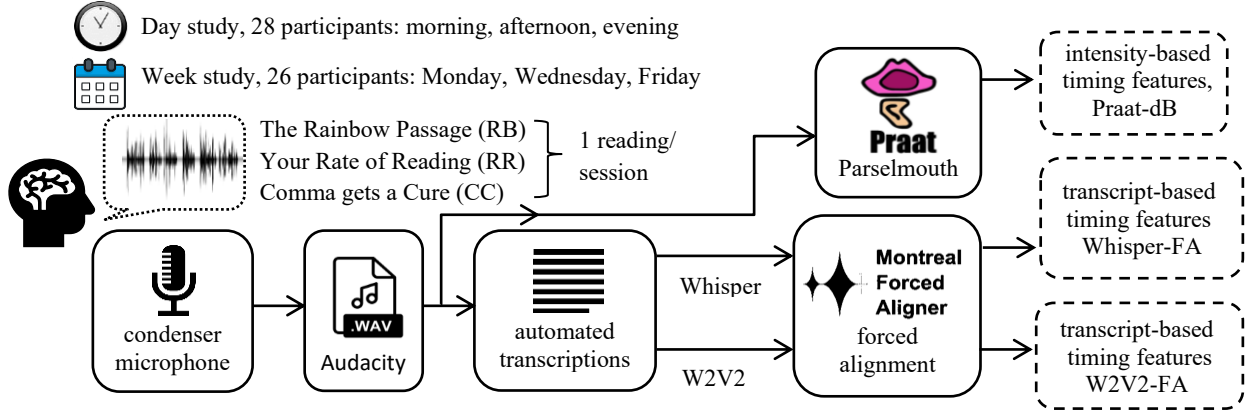 Day study, 28 participants: morning, afternoon, evening
Week study, 26 participants: Monday, Wednesday, Friday
The Rainbow Passage (RB)
Your Rate of Reading (RR)
Comma gets a Cure (CC)
1 reading/
session
condenser
microphone
.WAV
Audacity
automated
transcriptions
Whisper
W2V2
Praat
Parselmouth
Montreal
Forced
Aligner
forced
alignment
intensity-based
timing features,
Praat-dB
transcript-based
timing features
Whisper-FA
transcript-based
timing features
W2V2-FA